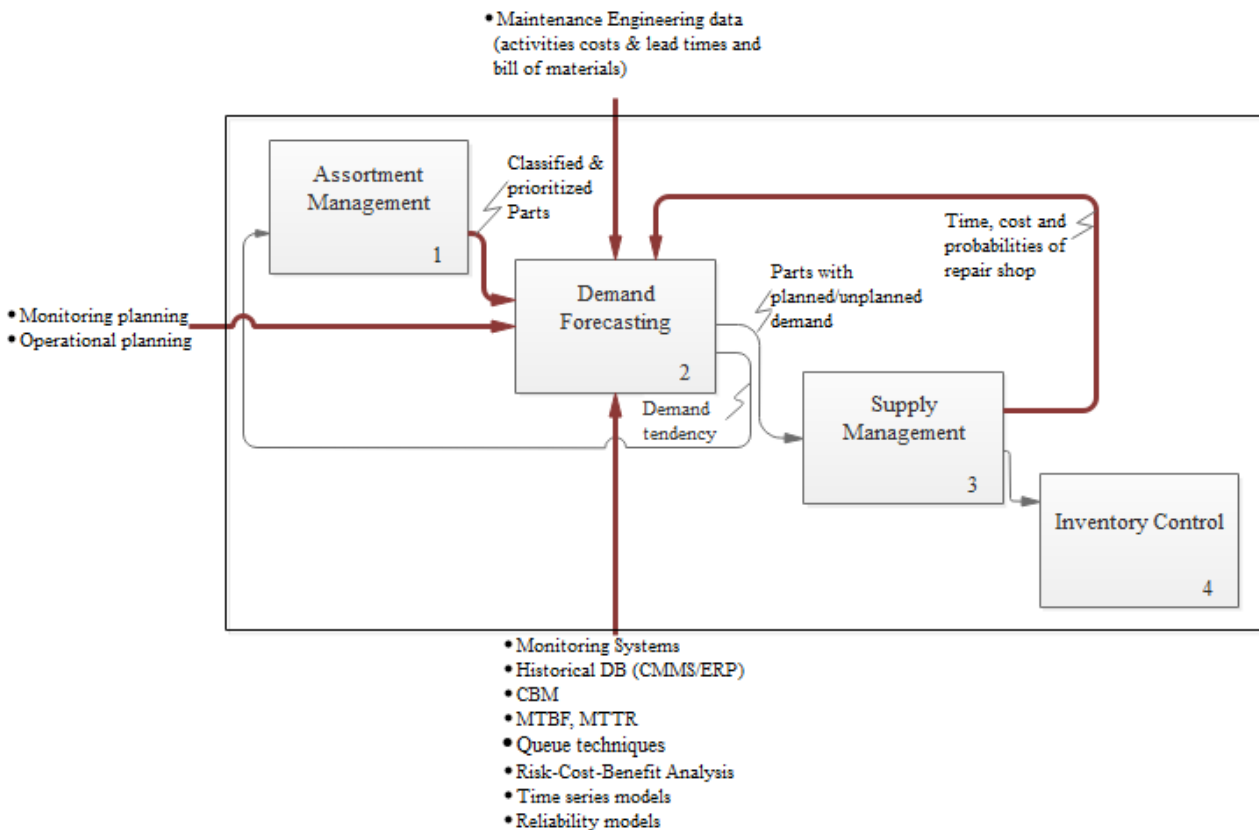 • Maintenance Engineering data
(activities costs & lead times and
bill of materials)
Assortment
Management
1
Classified &
prioritized
Parts
Time, cost and
probabilities of
repair shop
Demand
Forecasting
2
Parts with
planned/unplanned
demand
• Monitoring planning
• Operational planning
Demand
tendency
Supply
Management
3
Inventory Control
4
• Monitoring Systems
• Historical DB (CMMS/ERP)
• CBM
• MTBF, MTTR
• Queue techniques
• Risk-Cost-Benefit Analysis
• Time series models
• Reliability models